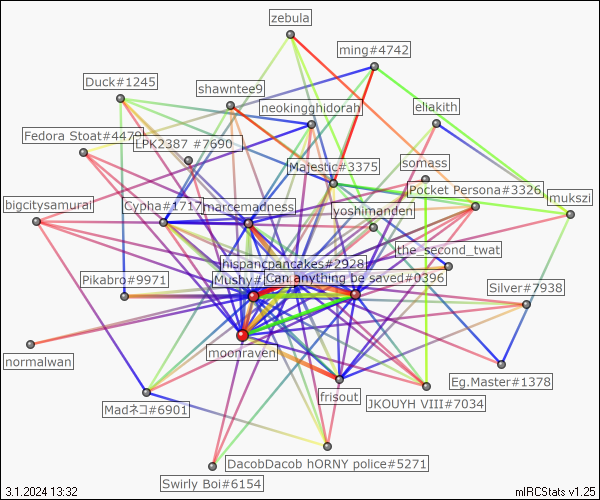 zebula
ming#4742
Duck#1245
shawntee9
neokingghidorah
eliakith
Fedora Stoat#4479
LPK2387 #7690
Majestic#3375
somass
Pocket Persona#3326
bigcitysamurai
Cypha#1717
marcemadness
yoshimanden
mukszi
the_second_twat
hispancpancakes#2928
Pikabro#9971
Mushy#
Can anything be saved#0396
Silver#7938
normalwan
moonraven
Eg.Master#1378
frisout
JKOUYH VIII#7034
Madネコ#6901
DacobDacob hORNY police#5271
Swirly Boi#6154
3.1.2024 13:32
mIRCStats v1.25